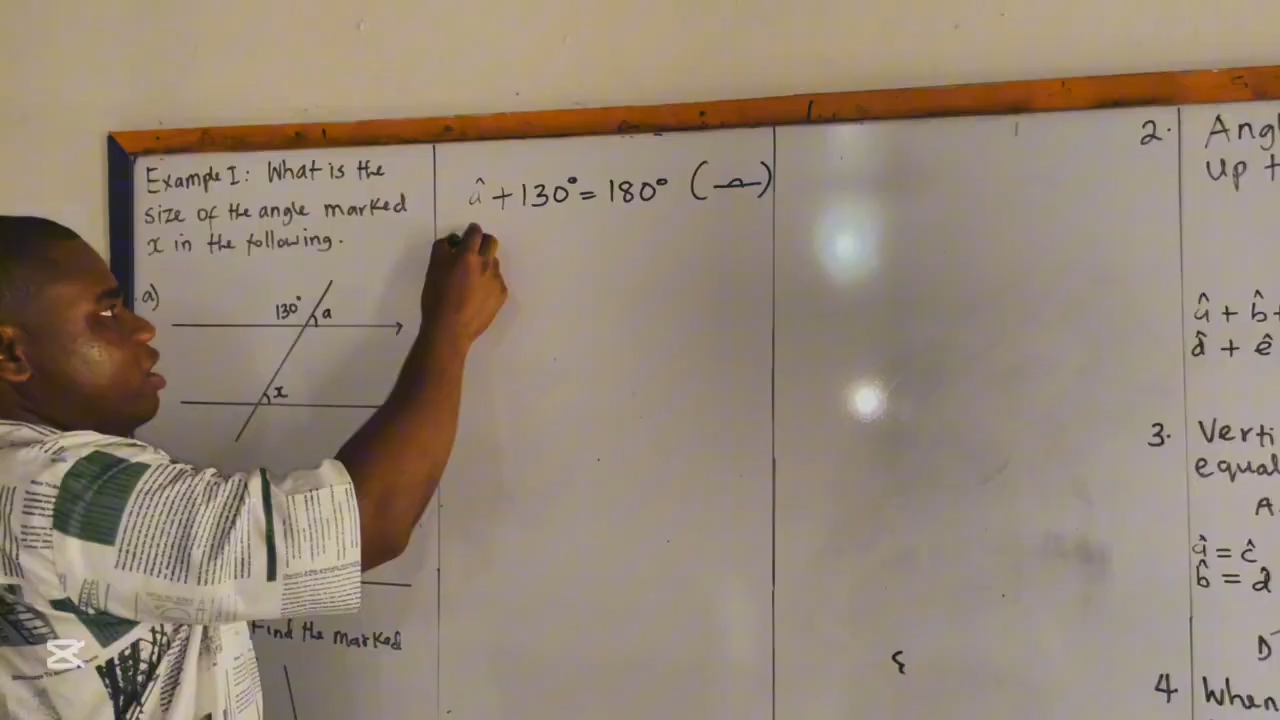 Example I: What is the
size of the angle marked
x in the following.
a)
130°
a
x
Find the marked
â + 130° = 180° (
)
2.
Ang
up t
â + b̂ +
d̂ + ê
3.
Verti
equal
A
â = ĉ
b̂ = d
D
4
When